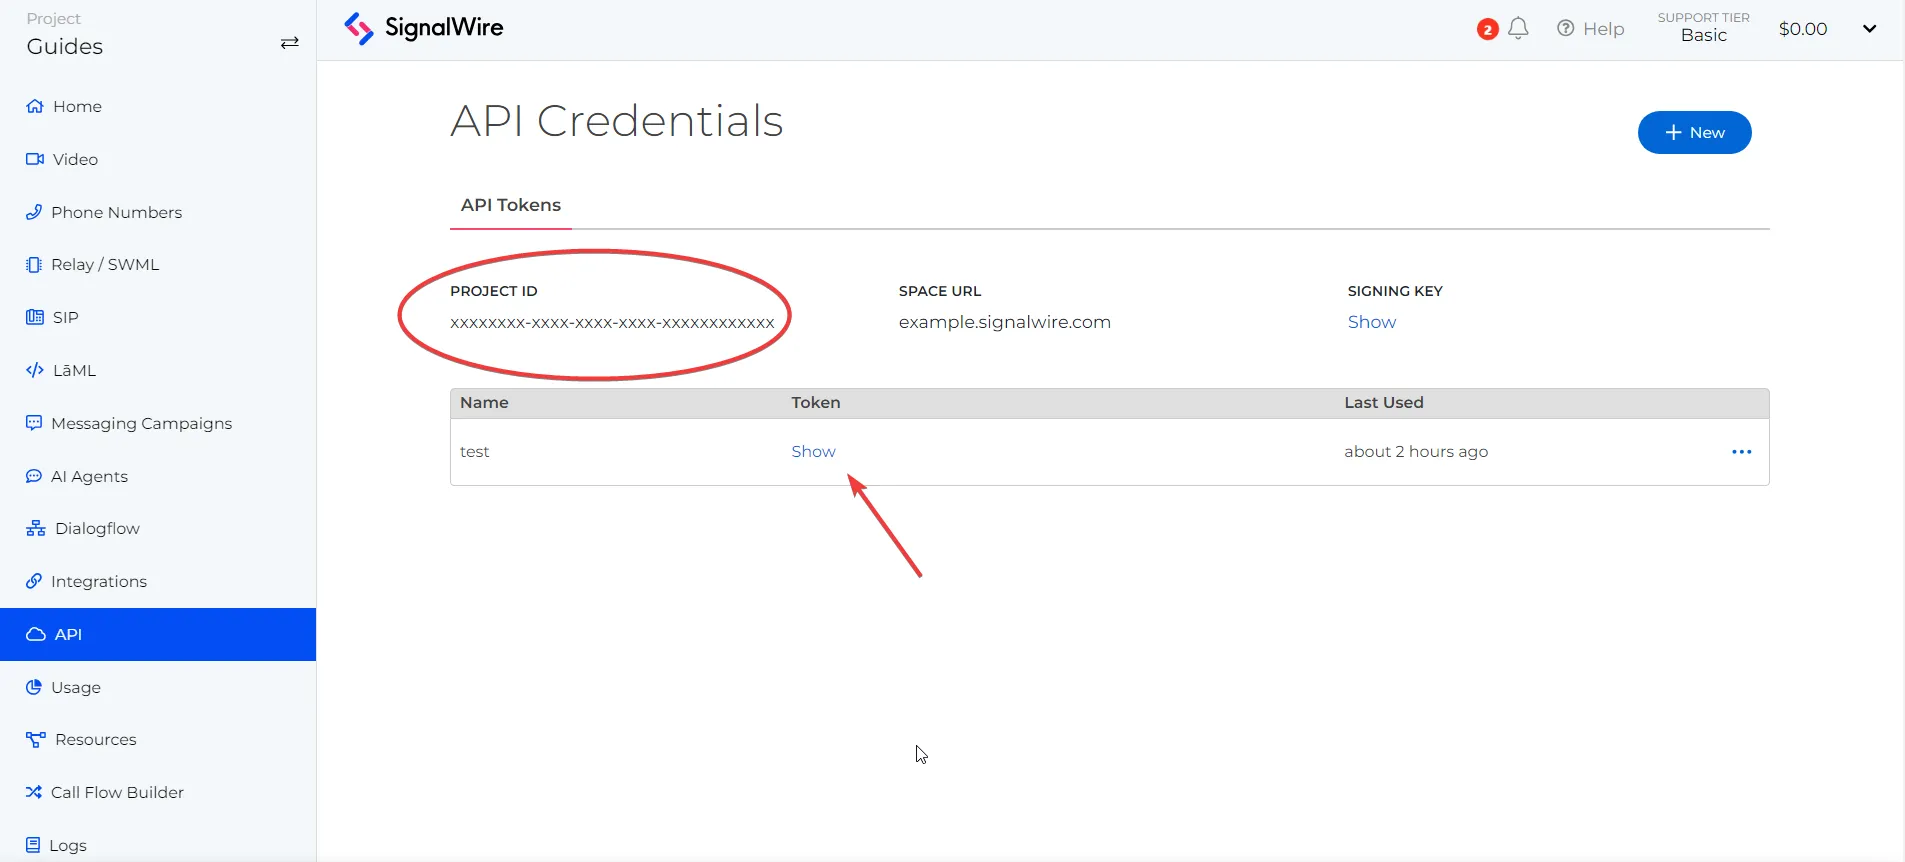 Project
Guides
Home
Video
Phone Numbers
Relay / SWML
SIP
LāML
Messaging Campaigns
AI Agents
Dialogflow
Integrations
API
Usage
Resources
Call Flow Builder
Logs
SignalWire
2
Help
SUPPORT TIER
Basic
$0.00
API Credentials
+ New
API Tokens
PROJECT ID
xxxxxxxx-xxxx-xxxx-xxxx-xxxxxxxxxxxx
SPACE URL
example.signalwire.com
SIGNING KEY
Show
Name Token Last Used
test Show about 2 hours ago